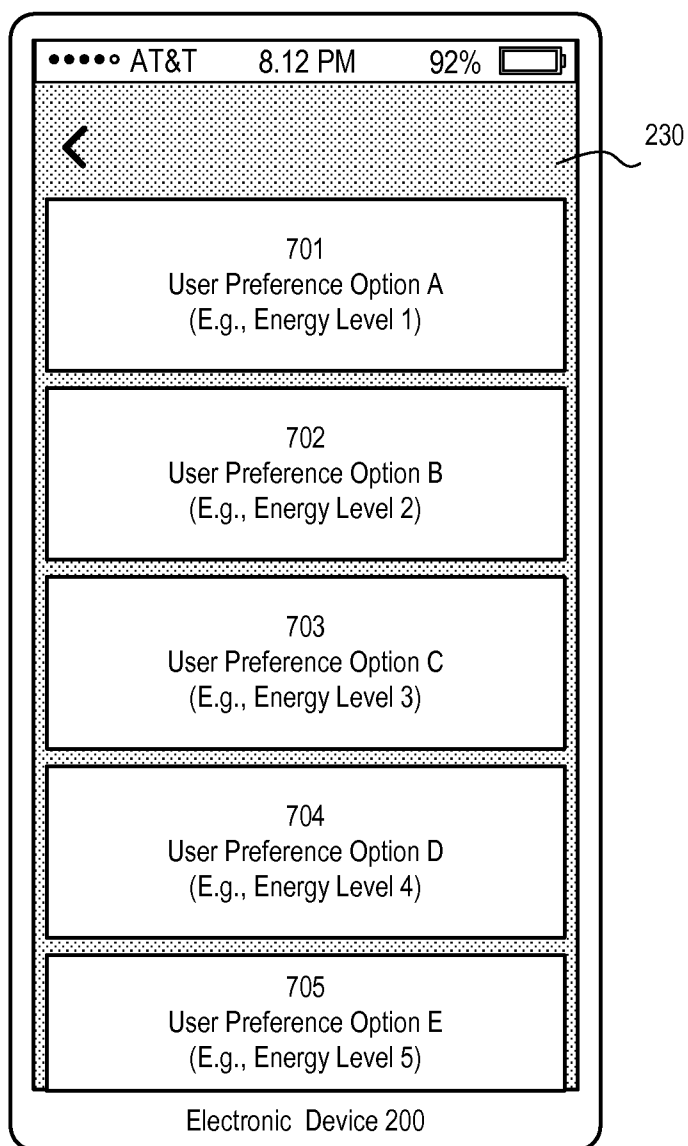 ●●●●○ AT&T 8.12 PM 92%
230
701
User Preference Option A
(E.g., Energy Level 1)
702
User Preference Option B
(E.g., Energy Level 2)
703
User Preference Option C
(E.g., Energy Level 3)
704
User Preference Option D
(E.g., Energy Level 4)
705
User Preference Option E
(E.g., Energy Level 5)
Electronic Device 200